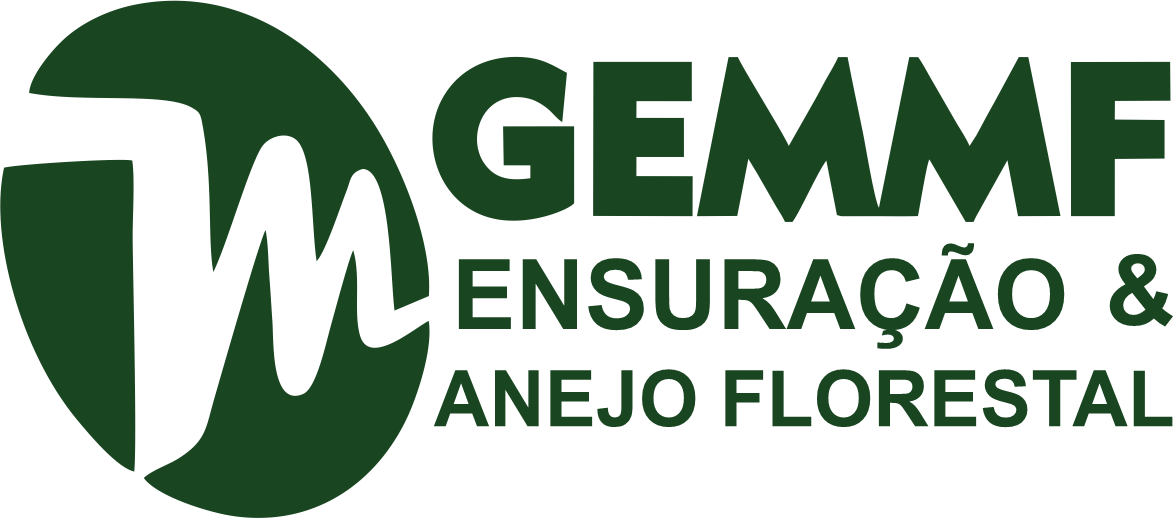 GEMMF
ENSURAÇÃO &
ANEJO FLORESTAL